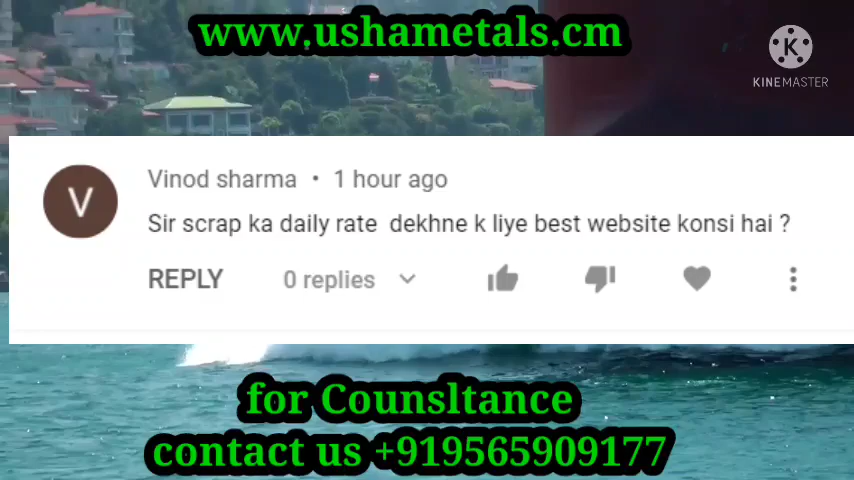 www.ushametals.cm
K
KINEMASTER
V
Vinod sharma • 1 hour ago
Sir scrap ka daily rate dekhne k liye best website konsi hai ?
REPLY 0 replies
for Counsltance
contact us +919565909177